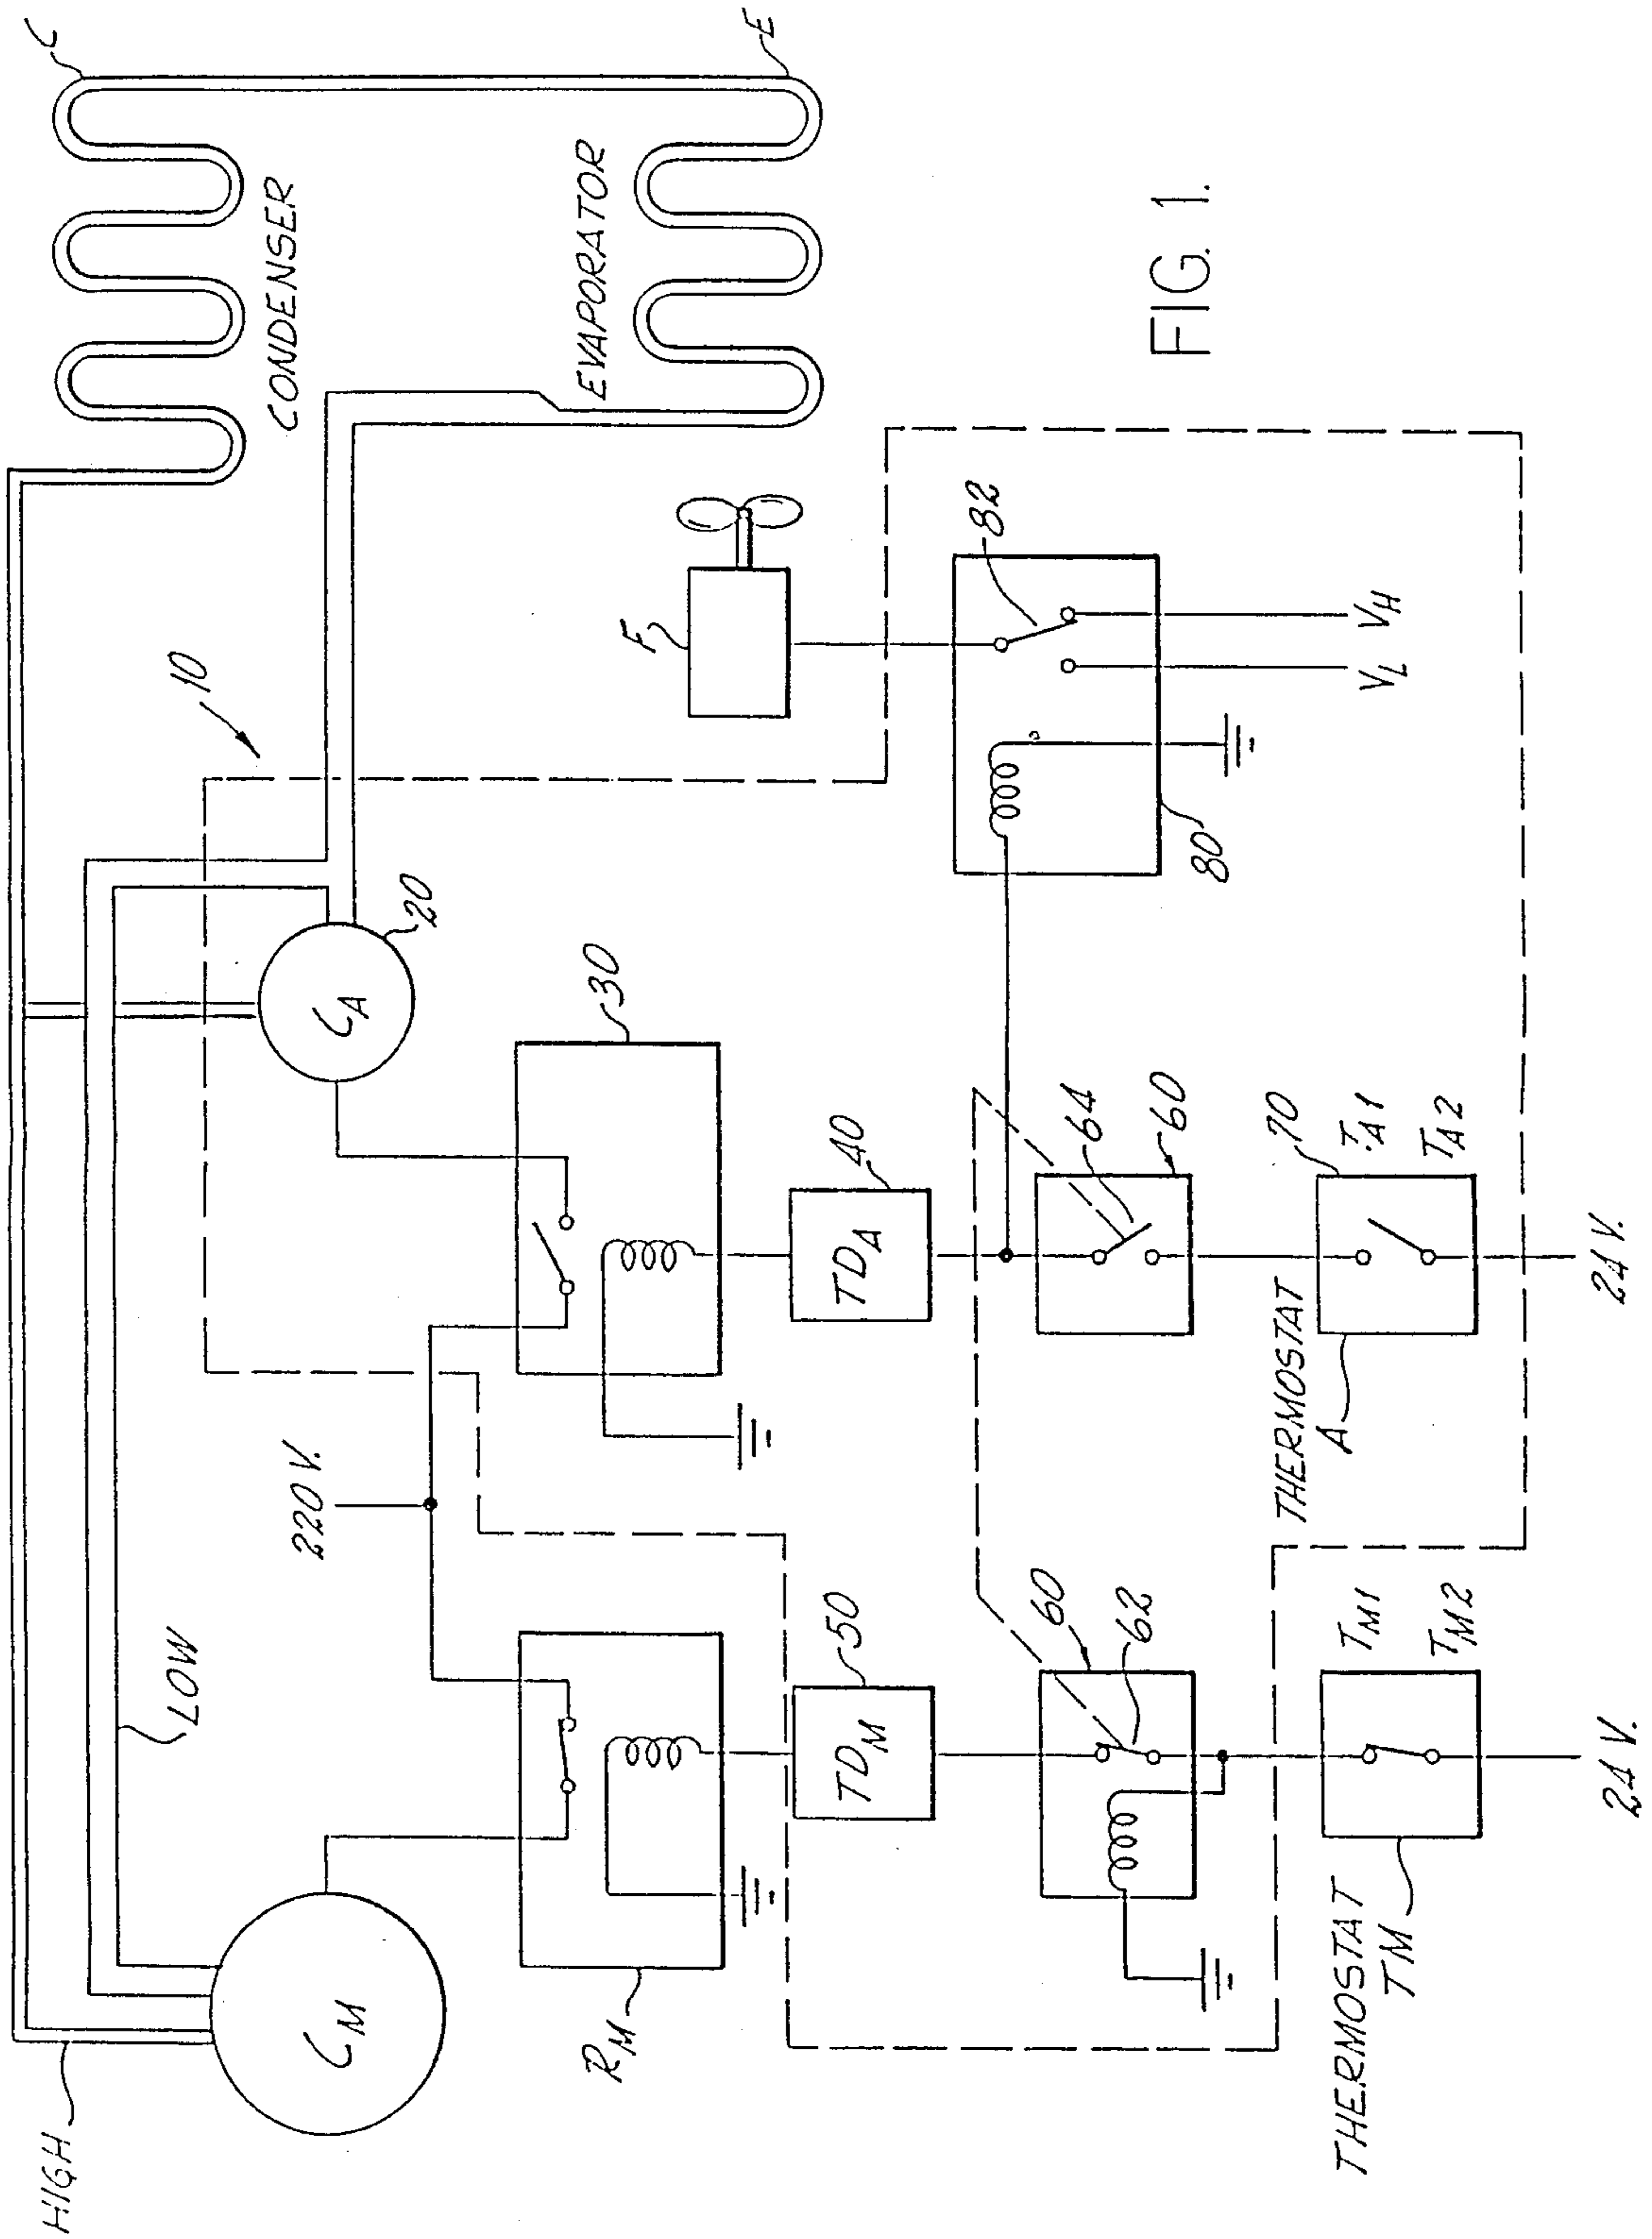 HIGH
LOW
C
CONDENSER
E
EVAPORATOR
10
CM
CA
20
220 V.
F
RM
30
TDM
50
TDA
40
82
80
VL
VH
60
62
64
60
THERMOSTAT
TM
TM1
TM2
THERMOSTAT
A
70
TA1
TA2
24 V.
24 V.
FIG. 1.